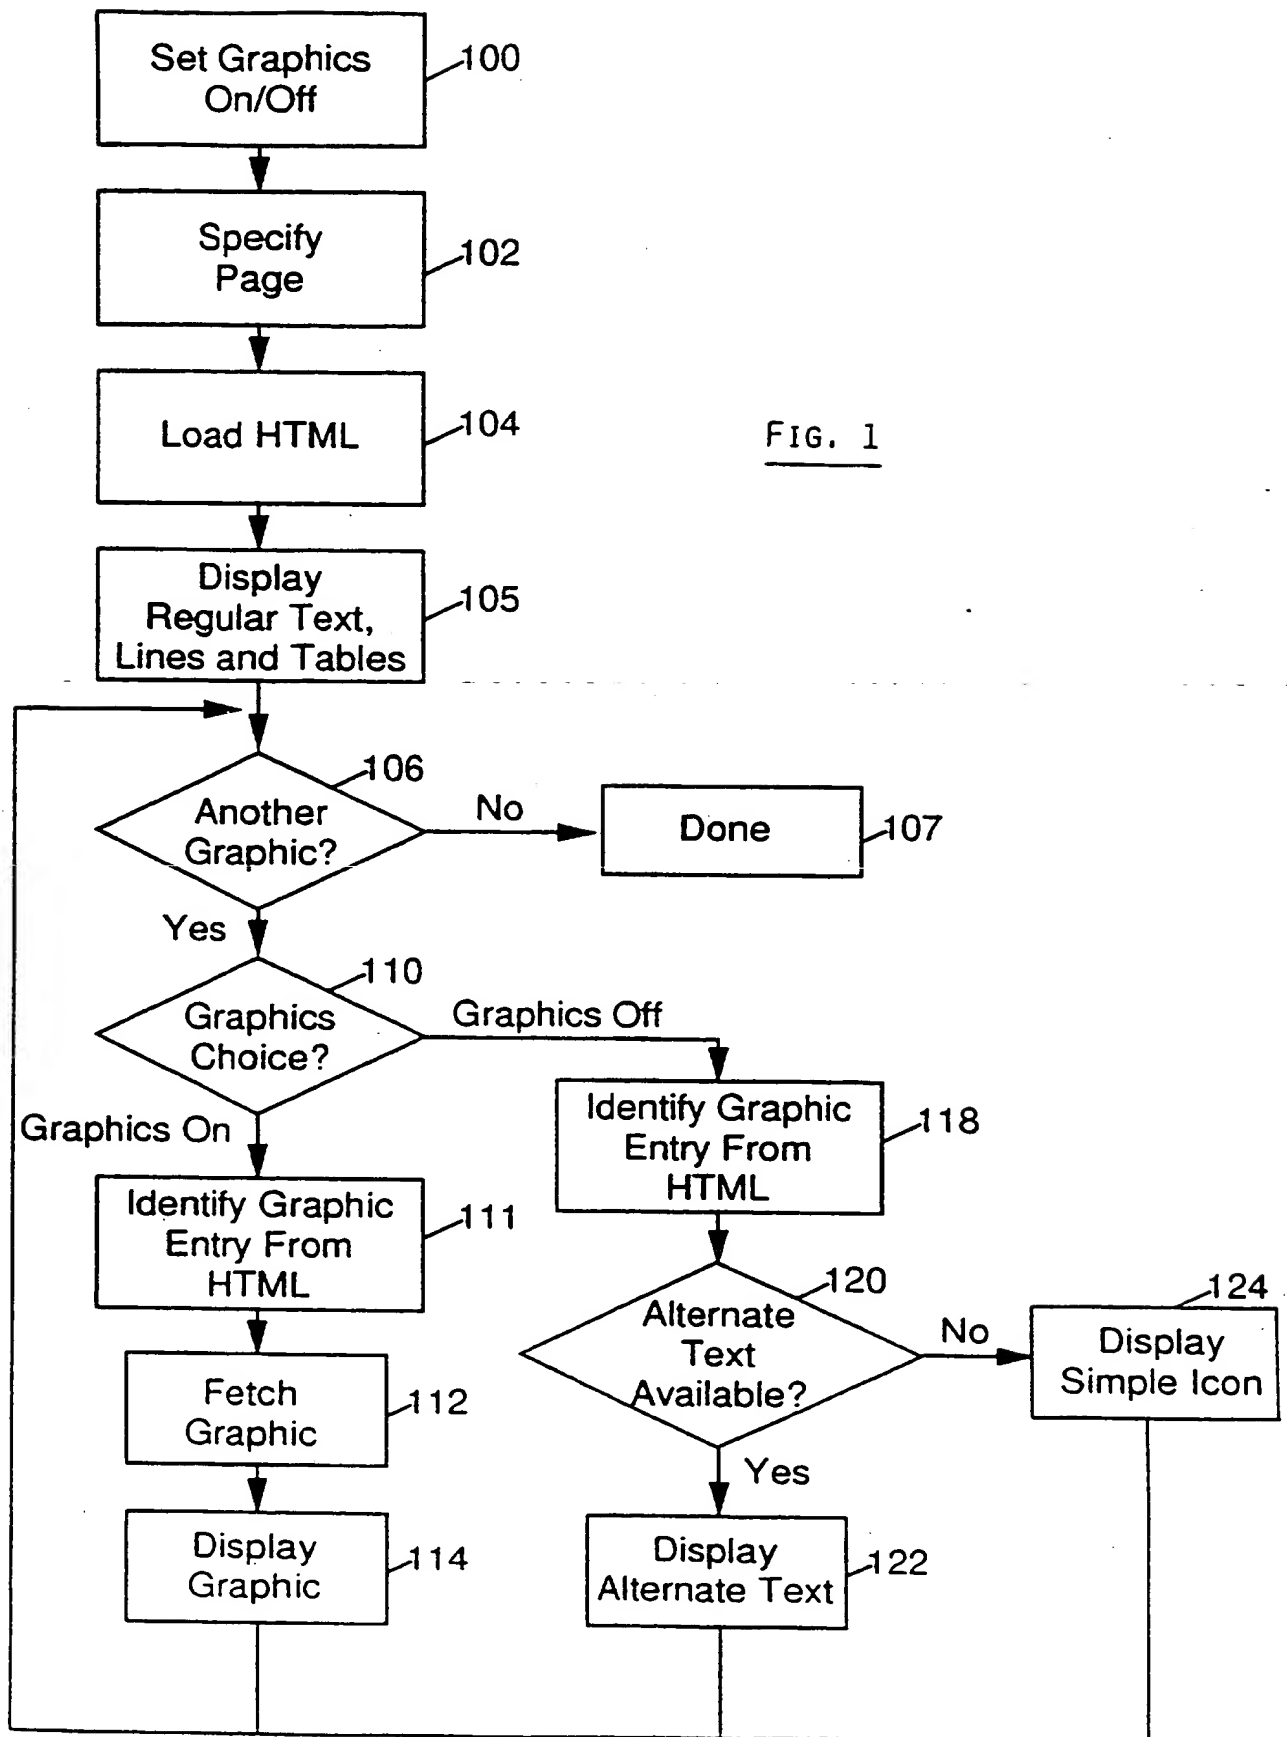 Set Graphics
On/Off
100
Specify
Page
102
Load HTML
104
FIG. 1
Display
Regular Text,
Lines and Tables
105
106
Another
Graphic?
No
Done
107
Yes
110
Graphics
Choice?
Graphics Off
Graphics On
Identify Graphic
Entry From
HTML
118
Identify Graphic
Entry From
HTML
111
120
Alternate
Text
Available?
No
124
Display
Simple Icon
Fetch
Graphic
112
Yes
Display
Graphic
114
Display
Alternate Text
122